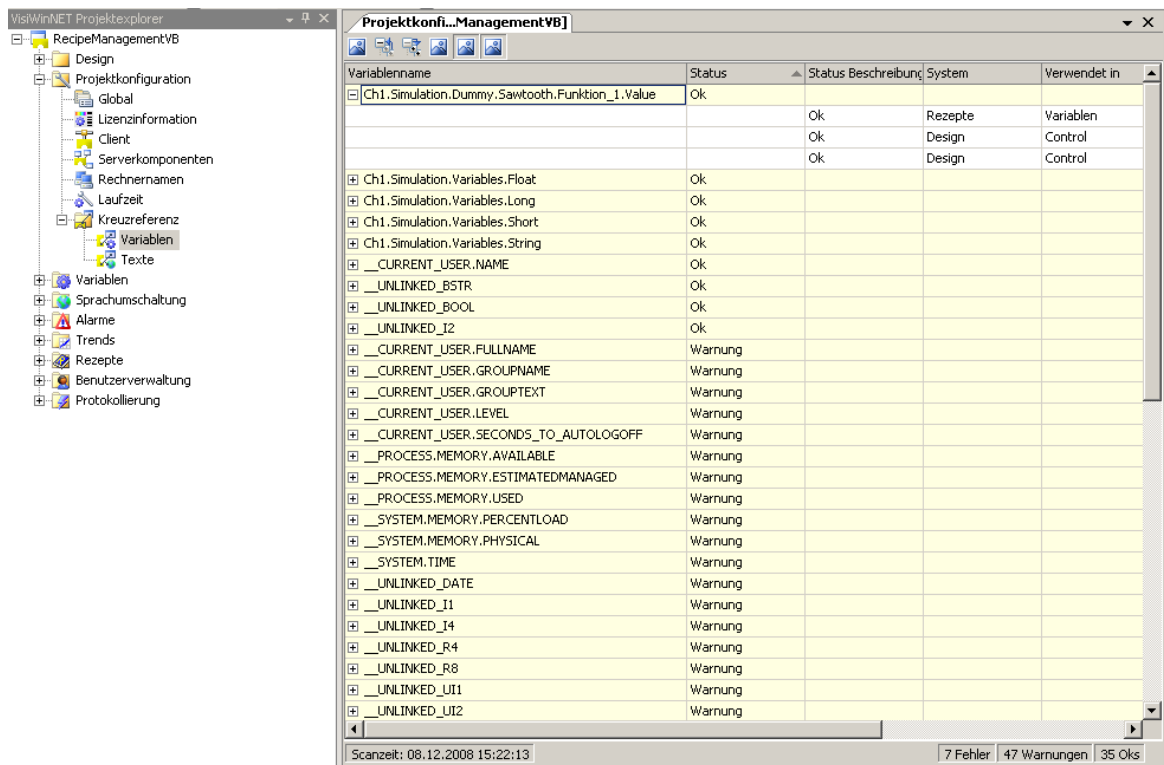 VisiWinNET Projektexplorer
RecipeManagementVB
Design
Projektkonfiguration
Global
Lizenzinformation
Client
Serverkomponenten
Rechnernamen
Laufzeit
Kreuzreferenz
Variablen
Texte
Variablen
Sprachumschaltung
Alarme
Trends
Rezepte
Benutzerverwaltung
Protokollierung
Projektkonfi...ManagementVB]
Variablenname Status Status Beschreibung System Verwendet in
Ch1.Simulation.Dummy.Sawtooth.Funktion_1.Value Ok
Ok Rezepte Variablen
Ok Design Control
Ok Design Control
Ch1.Simulation.Variables.Float Ok
Ch1.Simulation.Variables.Long Ok
Ch1.Simulation.Variables.Short Ok
Ch1.Simulation.Variables.String Ok
__CURRENT_USER.NAME Ok
__UNLINKED_BSTR Ok
__UNLINKED_BOOL Ok
__UNLINKED_I2 Ok
__CURRENT_USER.FULLNAME Warnung
__CURRENT_USER.GROUPNAME Warnung
__CURRENT_USER.GROUPTEXT Warnung
__CURRENT_USER.LEVEL Warnung
__CURRENT_USER.SECONDS_TO_AUTOLOGOFF Warnung
__PROCESS.MEMORY.AVAILABLE Warnung
__PROCESS.MEMORY.ESTIMATEDMANAGED Warnung
__PROCESS.MEMORY.USED Warnung
__SYSTEM.MEMORY.PERCENTLOAD Warnung
__SYSTEM.MEMORY.PHYSICAL Warnung
__SYSTEM.TIME Warnung
__UNLINKED_DATE Warnung
__UNLINKED_I1 Warnung
__UNLINKED_I4 Warnung
__UNLINKED_R4 Warnung
__UNLINKED_R8 Warnung
__UNLINKED_UI1 Warnung
__UNLINKED_UI2 Warnung
Scanzeit: 08.12.2008 15:22:13 7 Fehler 47 Warnungen 35 Oks